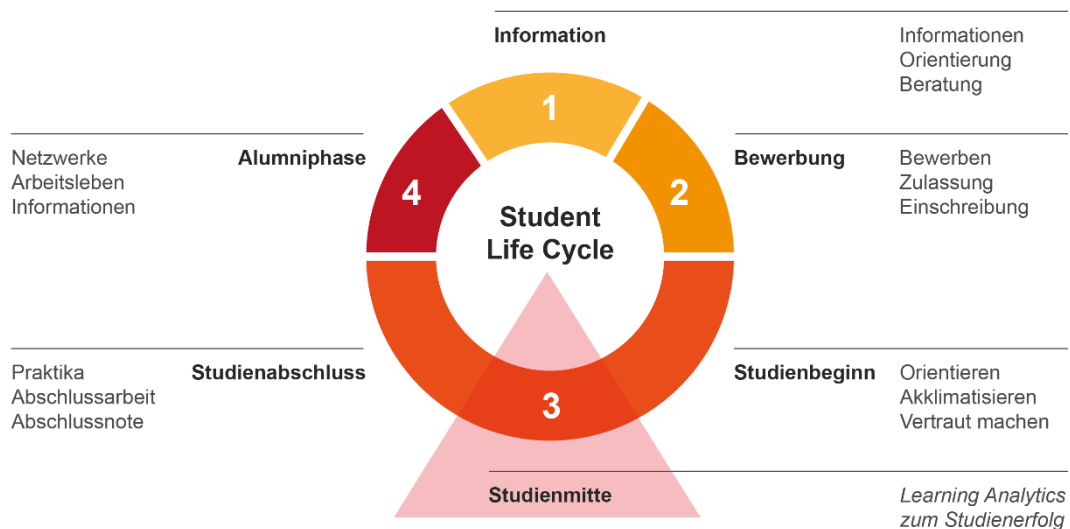 Information
Informationen
Orientierung
Beratung
1
Netzwerke
Arbeitsleben
Informationen
Alumniphase
4
2
Bewerbung
Bewerben
Zulassung
Einschreibung
Student
Life Cycle
Praktika
Abschlussarbeit
Abschlussnote
Studienabschluss
3
Studienbeginn
Orientieren
Akklimatisieren
Vertraut machen
Studienmitte
Learning Analytics
zum Studienerfolg